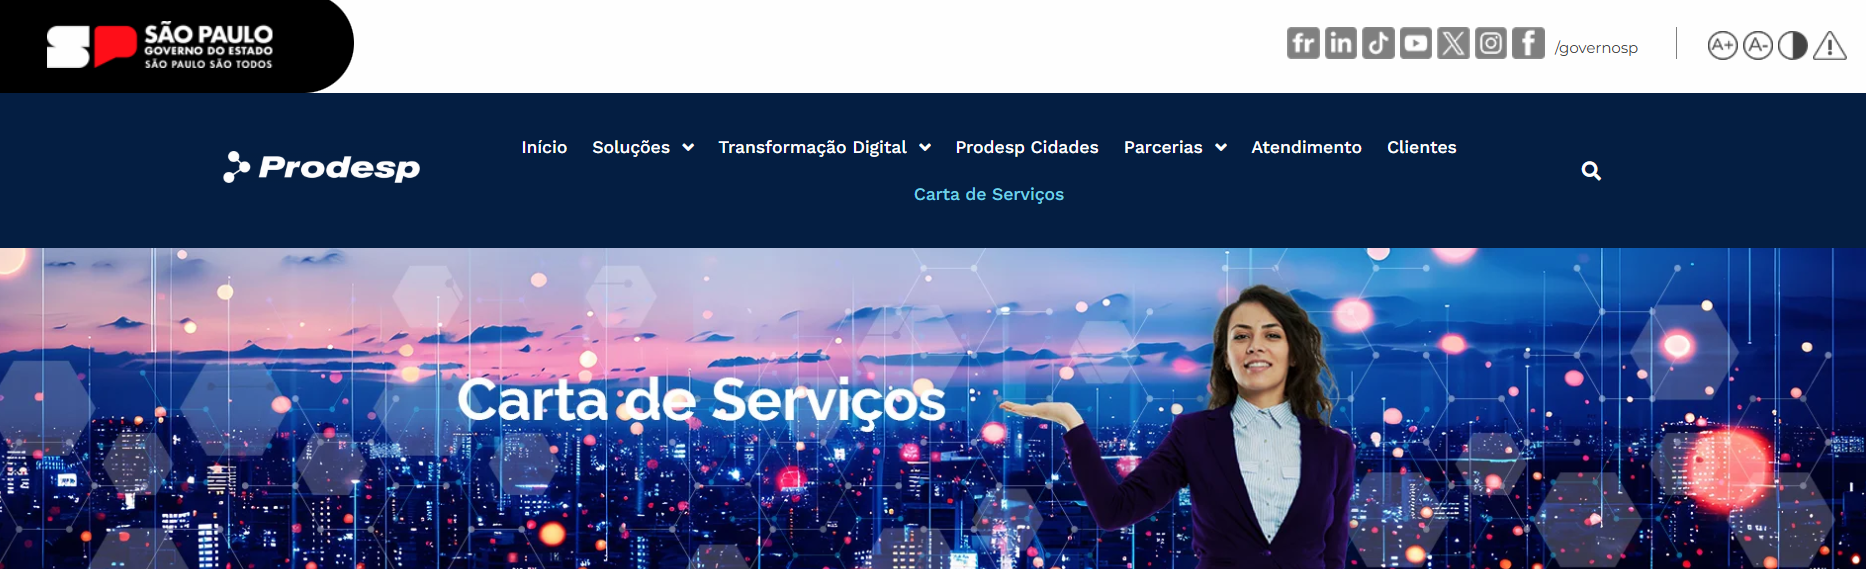 SÃO PAULO
GOVERNO DO ESTADO
SÃO PAULO SÃO TODOS
fr in X f /governosp A+ A-
Prodesp
Início Soluções Transformação Digital Prodesp Cidades Parcerias Atendimento Clientes
Carta de Serviços
Carta de Serviços